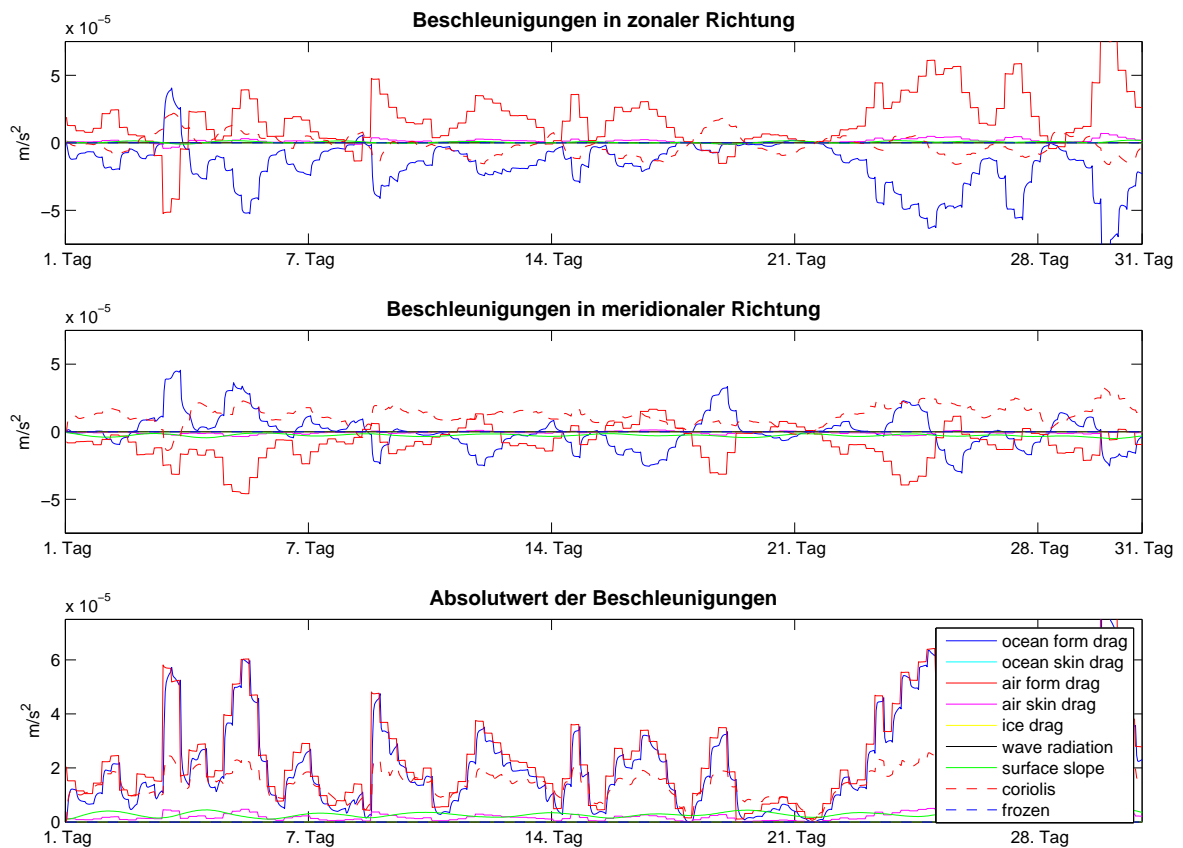 Beschleunigungen in zonaler Richtung
x 10⁻⁵
5
0
−5
m/s²
1. Tag 7. Tag 14. Tag 21. Tag 28. Tag 31. Tag
Beschleunigungen in meridionaler Richtung
x 10⁻⁵
5
0
−5
m/s²
1. Tag 7. Tag 14. Tag 21. Tag 28. Tag 31. Tag
Absolutwert der Beschleunigungen
x 10⁻⁵
6
4
2
0
m/s²
1. Tag 7. Tag 14. Tag 21. Tag 28. Tag
ocean form drag
ocean skin drag
air form drag
air skin drag
ice drag
wave radiation
surface slope
coriolis
frozen